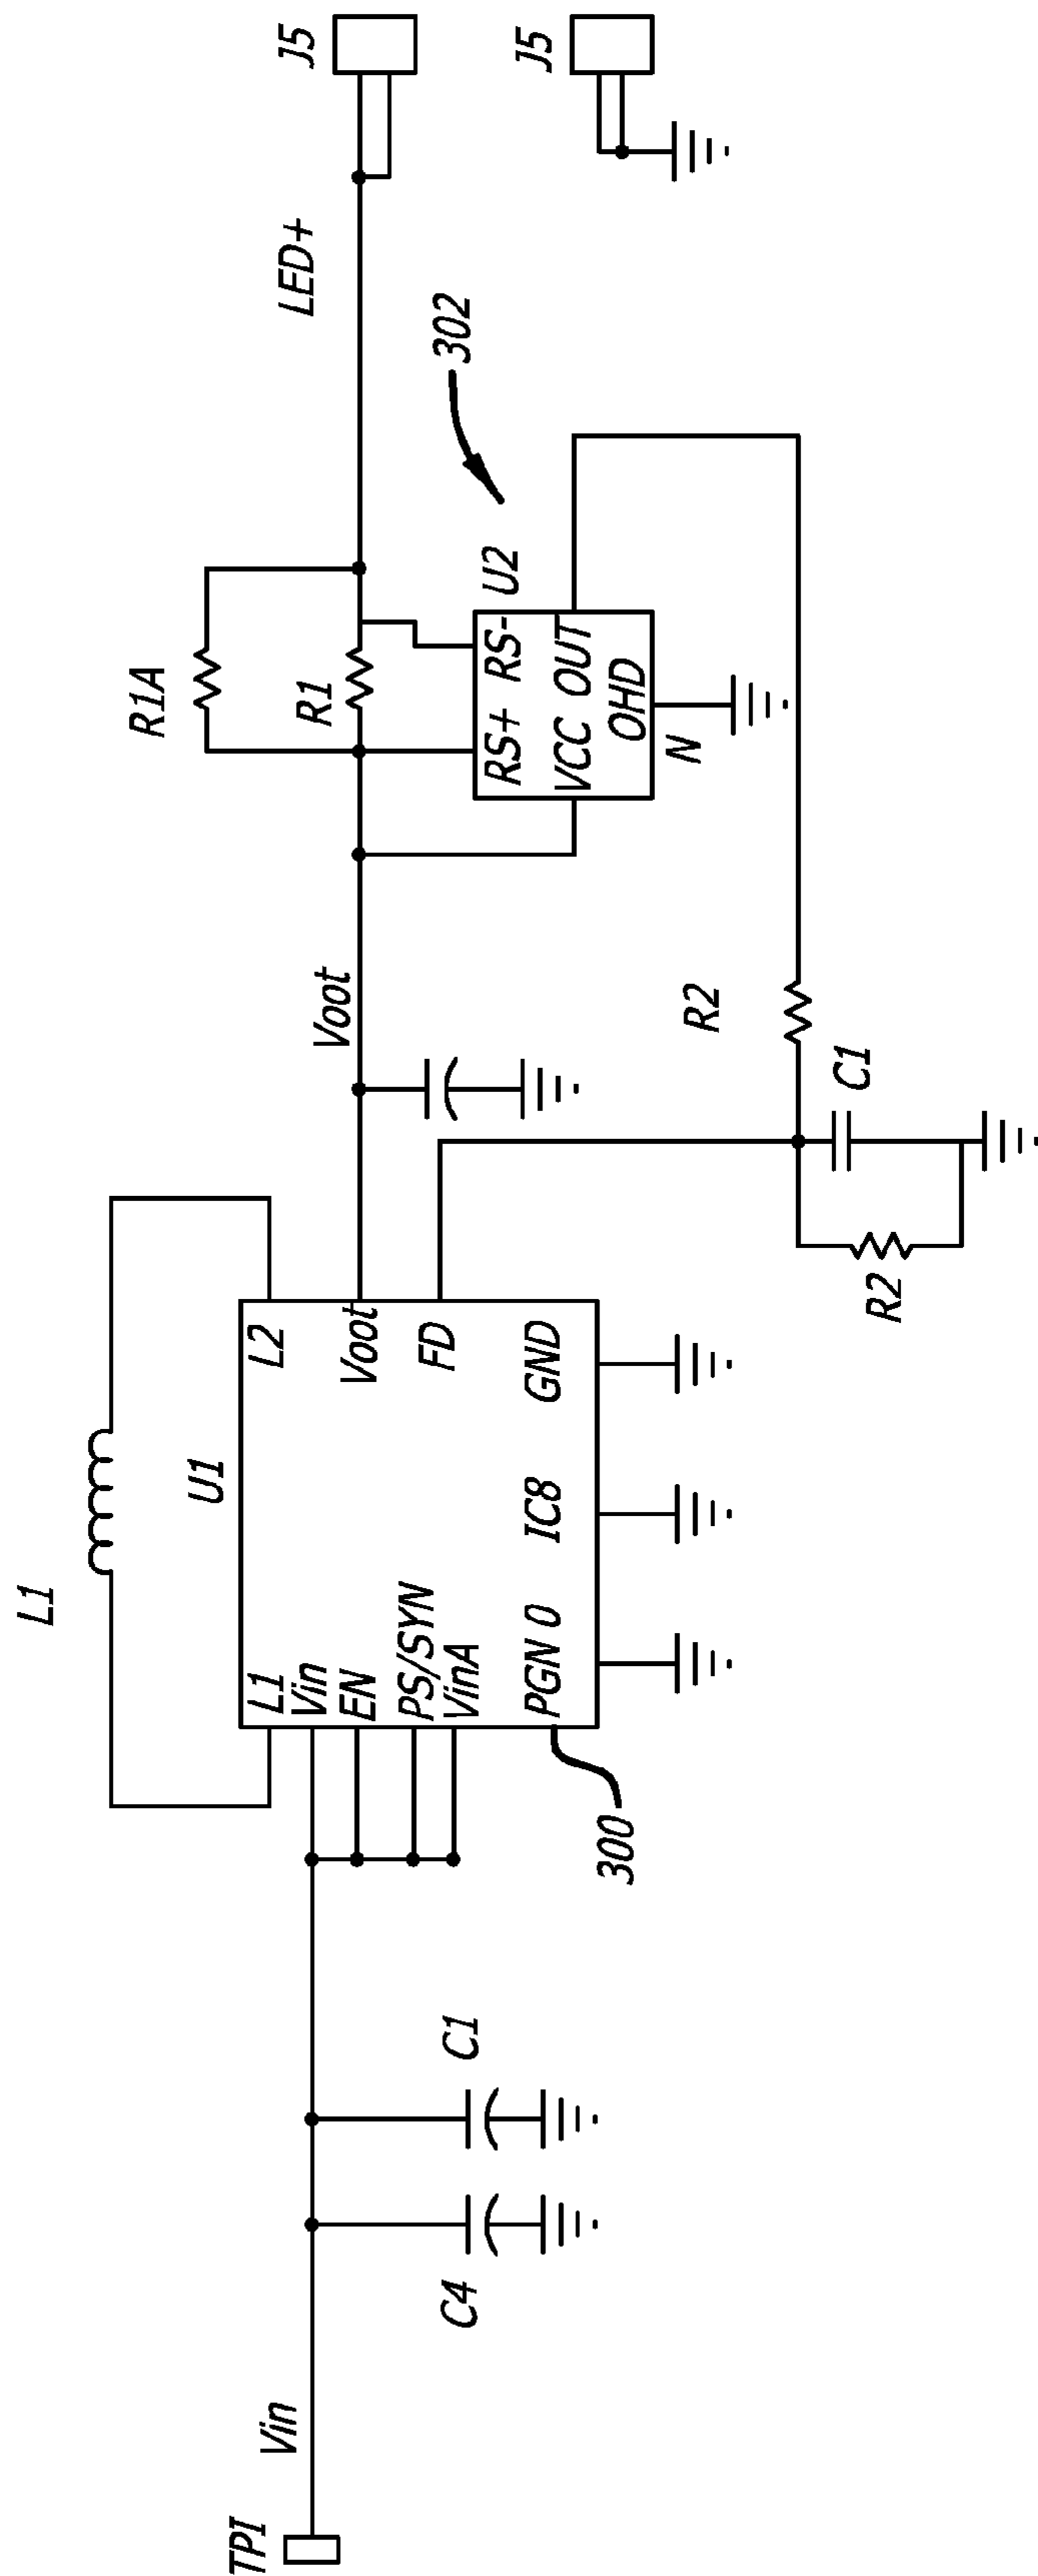 TPI
Vin
C4
C1
L1
U1
L1
Vin
EN
PS/SYN
VinA
PGN 0
IC8
GND
L2
Voot
FD
300
Voot
R2
C1
R2
R1A
R1
U2
RS+ RS-
VCC OUT
OHD
N
302
LED+
J5
J5